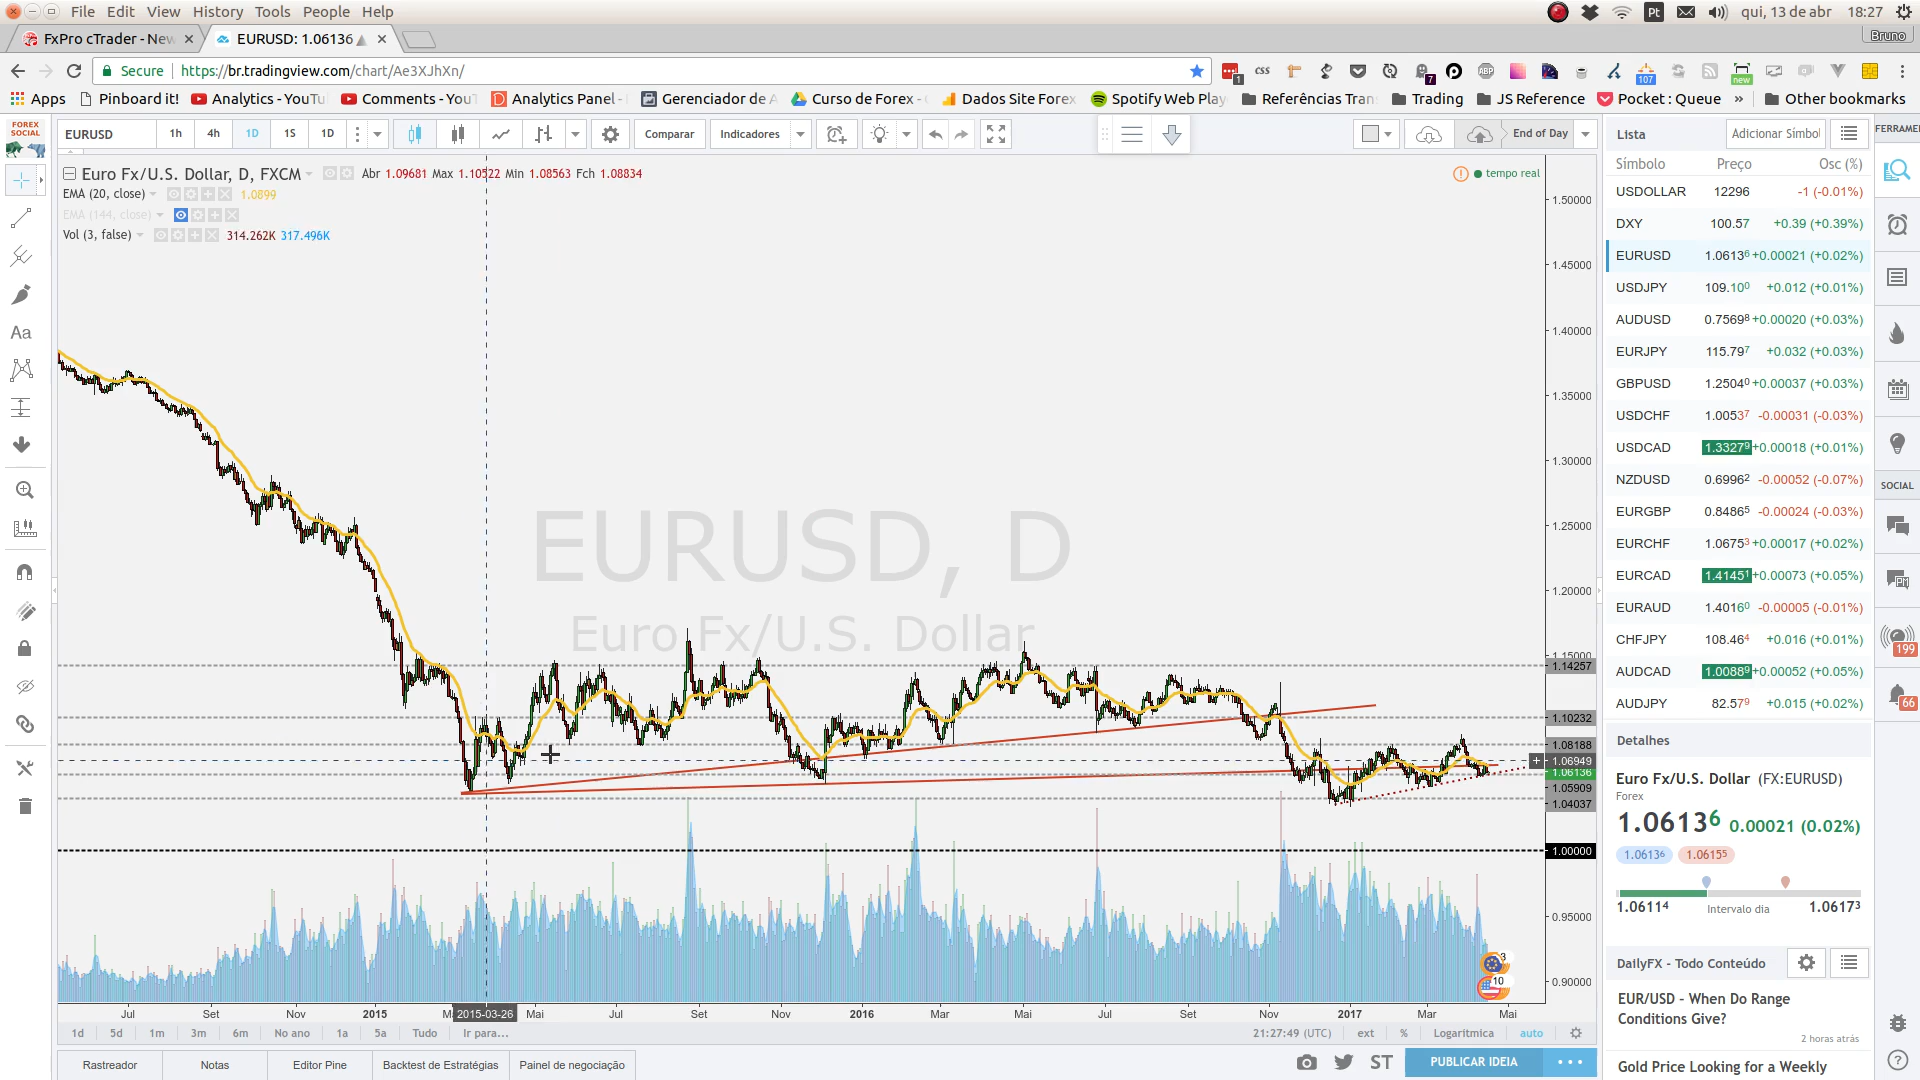 File Edit View History Tools People Help
Pt qui, 13 de abr 18:27
FxPro cTrader - New
EURUSD: 1.06136
Bruno
Secure https://br.tradingview.com/chart/Ae3XJhXn/
1 CSS 7 ABP 107 new
Apps Pinboard it! Analytics - YouTu Comments - YouT Analytics Panel - Gerenciador de A Curso de Forex - Dados Site Forex Spotify Web Play Referências Tran Trading JS Reference Pocket : Queue » Other bookmarks
FOREX SOCIAL
EURUSD 1h 4h 1D 1S 1D Comparar Indicadores End of Day
Lista Adicionar Símbol
FERRAME
Euro Fx/U.S. Dollar, D, FXCM Abr 1.09681 Max 1.10522 Min 1.08563 Fch 1.08834
tempo real
EMA (20, close) 1.0899
EMA (144, close)
Vol (3, false) 314.262K 317.496K
Aa
EURUSD, D
Euro Fx/U.S. Dollar
1.50000
1.45000
1.40000
1.35000
1.30000
1.25000
1.20000
1.15000
1.14257
1.10232
1.08188
1.06949
1.06136
1.05909
1.04037
1.00000
0.95000
0.90000
3
10
Jul Set Nov 2015 2015-03-26 Mai Jul Set Nov 2016 Mar Mai Jul Set Nov 2017 Mar Mai
1d 5d 1m 3m 6m No ano 1a 5a Tudo Ir para... 21:27:49 (UTC) ext % Logarítmica auto
Rastreador Notas Editor Pine Backtest de Estratégias Painel de negociação ST PUBLICAR IDEIA
Símbolo Preço Osc (%)
USDOLLAR 12296 -1 (-0.01%)
DXY 100.57 +0.39 (+0.39%)
EURUSD 1.06136 +0.00021 (+0.02%)
USDJPY 109.100 +0.012 (+0.01%)
AUDUSD 0.75698 +0.00020 (+0.03%)
EURJPY 115.797 +0.032 (+0.03%)
GBPUSD 1.25040 +0.00037 (+0.03%)
USDCHF 1.00537 -0.00031 (-0.03%)
USDCAD 1.33279 +0.00018 (+0.01%)
NZDUSD 0.69962 -0.00052 (-0.07%)
EURGBP 0.84865 -0.00024 (-0.03%)
EURCHF 1.06753 +0.00017 (+0.02%)
EURCAD 1.41451 +0.00073 (+0.05%)
EURAUD 1.40160 -0.00005 (-0.01%)
CHFJPY 108.464 +0.016 (+0.01%)
AUDCAD 1.00889 +0.00052 (+0.05%)
AUDJPY 82.579 +0.015 (+0.02%)
Detalhes
Euro Fx/U.S. Dollar (FX:EURUSD)
Forex
1.06136 0.00021 (0.02%)
1.06136 1.06155
1.06114 Intervalo dia 1.06173
DailyFX - Todo Conteúdo
EUR/USD - When Do Range
Conditions Give?
2 horas atrás
Gold Price Looking for a Weekly
SOCIAL
199
66